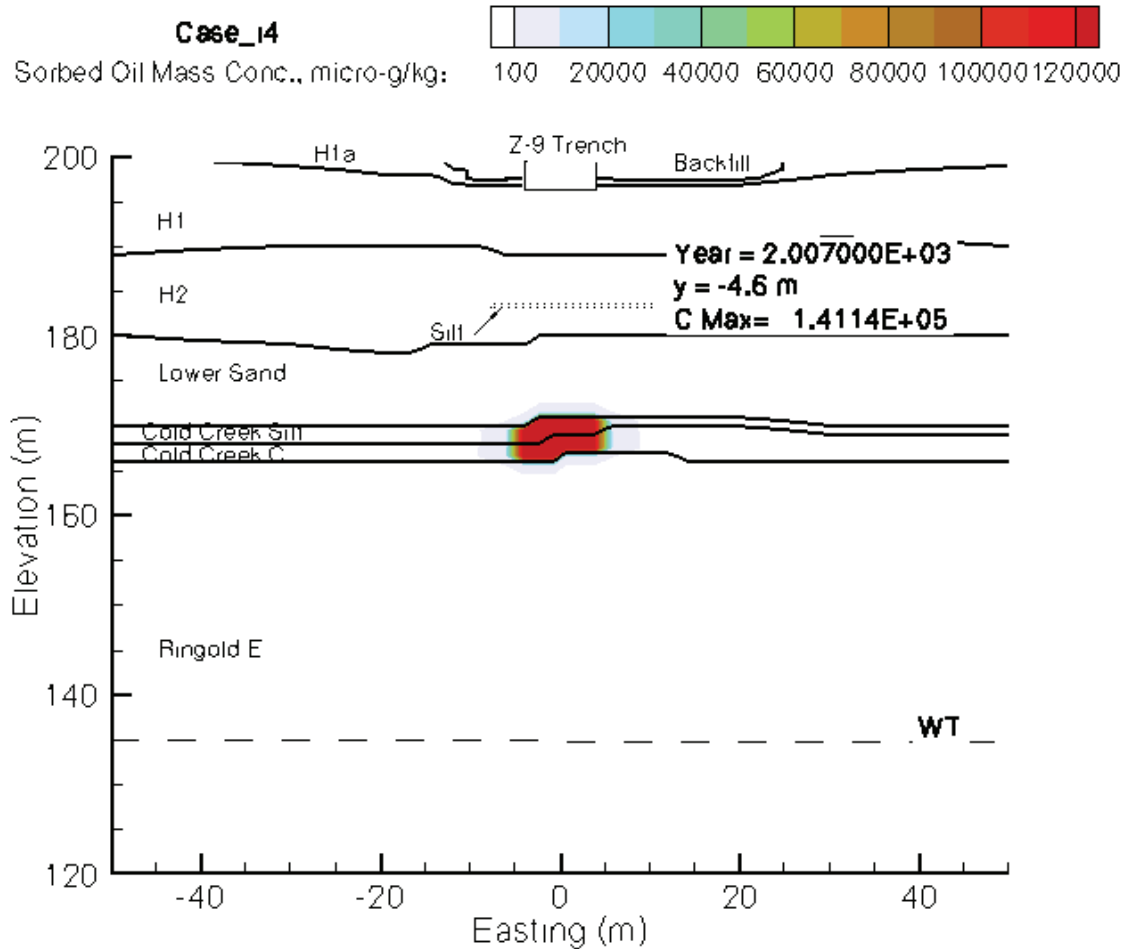 Case_i4
Sorbed Oil Mass Conc., micro-g/kg:
100 20000 40000 60000 80000 100000 120000
Z-9 Trench
H1a
Backfill
H1
Year = 2.007000E+03
y = -4.6 m
C Max= 1.4114E+05
H2
Silt
Lower Sand
Cold Creek Silt
Cold Creek C
Ringold E
WT
Elevation (m)
200
180
160
140
120
-40 -20 0 20 40
Easting (m)